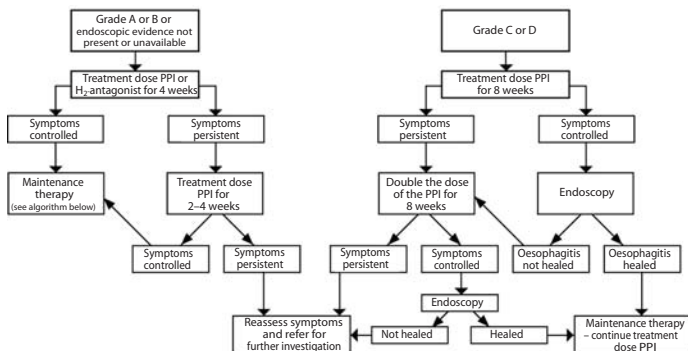 Grade A or B or
endoscopic evidence not
present or unavailable
Treatment dose PPI or
H₂-antagonist for 4 weeks
Symptoms
controlled
Symptoms
persistent
Maintenance
therapy
(see algorithm below)
Treatment dose
PPI for
2–4 weeks
Symptoms
controlled
Symptoms
persistent
Reassess symptoms
and refer for
further investigation
Grade C or D
Treatment dose PPI
for 8 weeks
Symptoms
persistent
Symptoms
controlled
Double the dose
of the PPI for
8 weeks
Endoscopy
Symptoms
persistent
Symptoms
controlled
Oesophagitis
not healed
Oesophagitis
healed
Endoscopy
Not healed
Healed
Maintenance therapy
– continue treatment
dose PPI